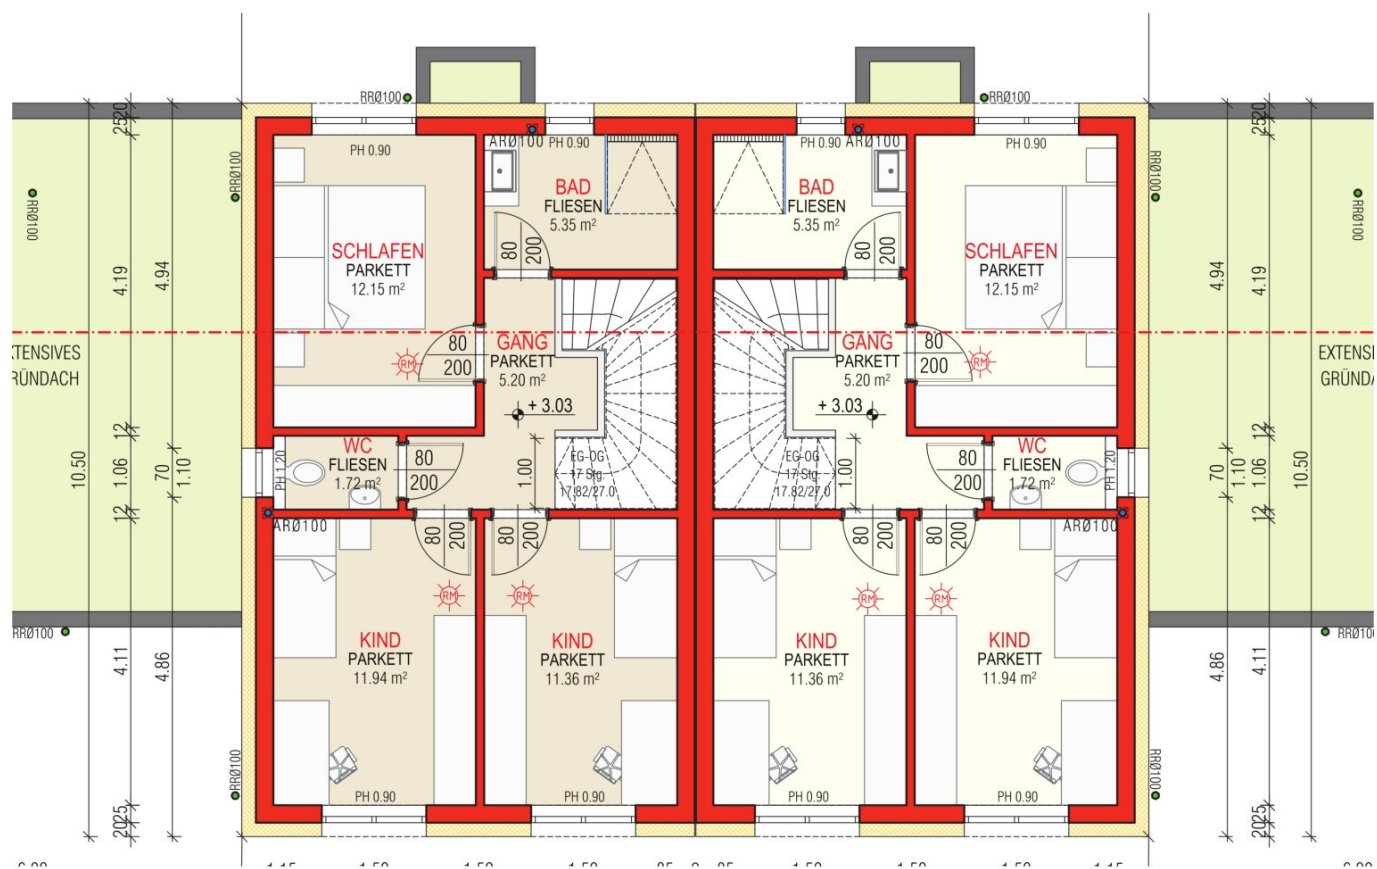 RRØ100
RRØ100
2520
PH 0.90
ARØ100
PH 0.90
PH 0.90
ARØ100
PH 0.90
2520
RRØ100
RRØ100
RRØ100
RRØ100
BAD
FLIESEN
5.35 m²
80
200
BAD
FLIESEN
5.35 m²
80
200
SCHLAFEN
PARKETT
12.15 m²
SCHLAFEN
PARKETT
12.15 m²
4.19
4.94
4.94
4.19
GANG
PARKETT
5.20 m²
80
200
RM
GANG
PARKETT
5.20 m²
80
200
RM
+ 3.03
+ 3.03
GRÜNDACH
12
10.50
1.06
70
1.10
12
PH 1.20
WC
FLIESEN
1.72 m²
80
200
1.00
EG-OG
17 Stg.
17.82/27.0
EG-OG
17 Stg.
17.82/27.0
1.00
80
200
WC
FLIESEN
1.72 m²
PH 1.20
70
1.10
1.06
12
12
10.50
ARØ100
ARØ100
80
200
80
200
80
200
80
200
RM
RM
RM
RM
RRØ100
RRØ100
KIND
PARKETT
11.94 m²
KIND
PARKETT
11.36 m²
KIND
PARKETT
11.36 m²
KIND
PARKETT
11.94 m²
4.11
4.86
4.86
4.11
RRØ100
RRØ100
PH 0.90
PH 0.90
PH 0.90
PH 0.90
2025
2025